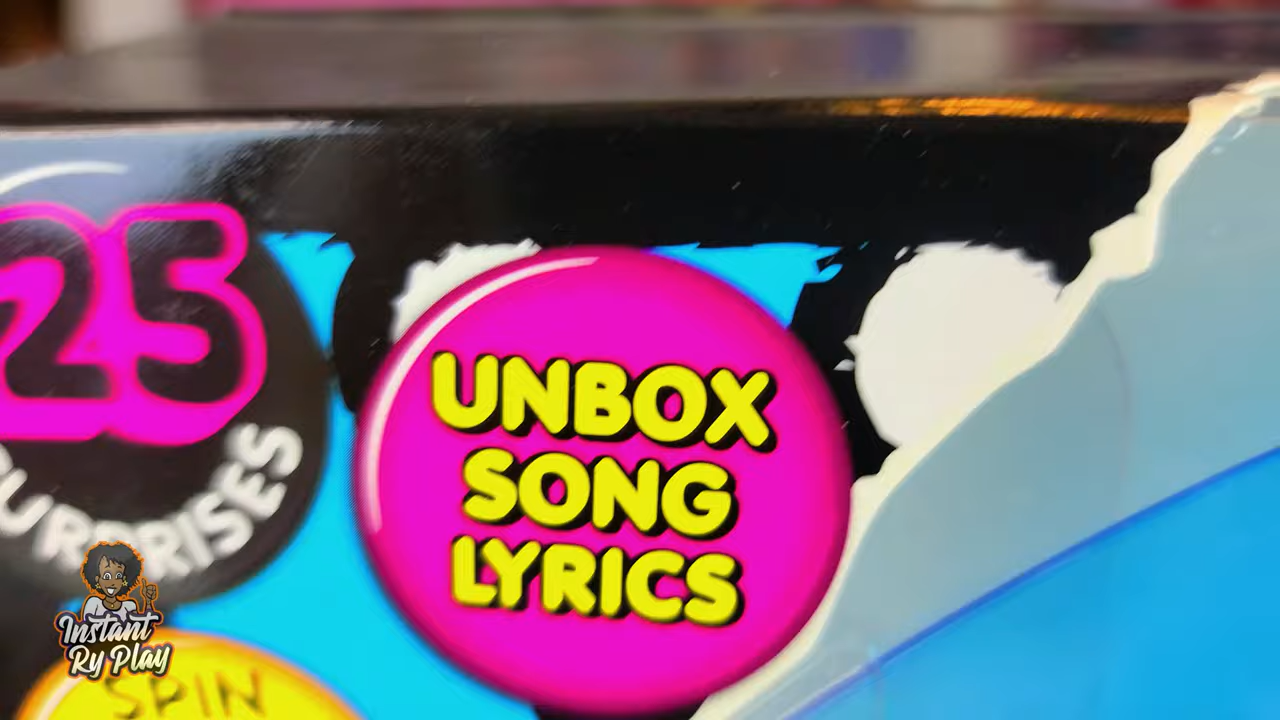 25
SURPRISES
UNBOX
SONG
LYRICS
Instant
Ry Play
SPIN